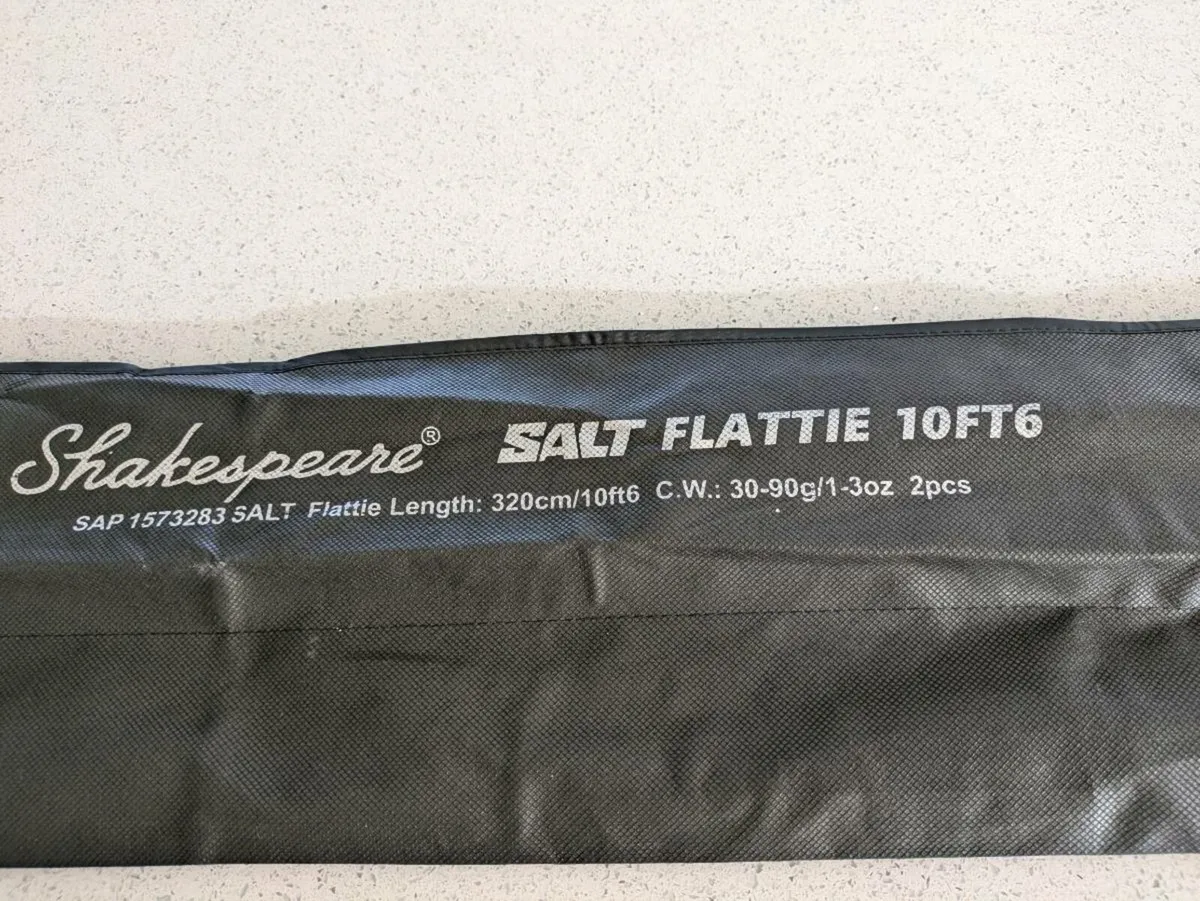 Shakespeare® SALT FLATTIE 10FT6
SAP 1573283 SALT Flattie Length: 320cm/10ft6 C.W.: 30-90g/1-3oz 2pcs